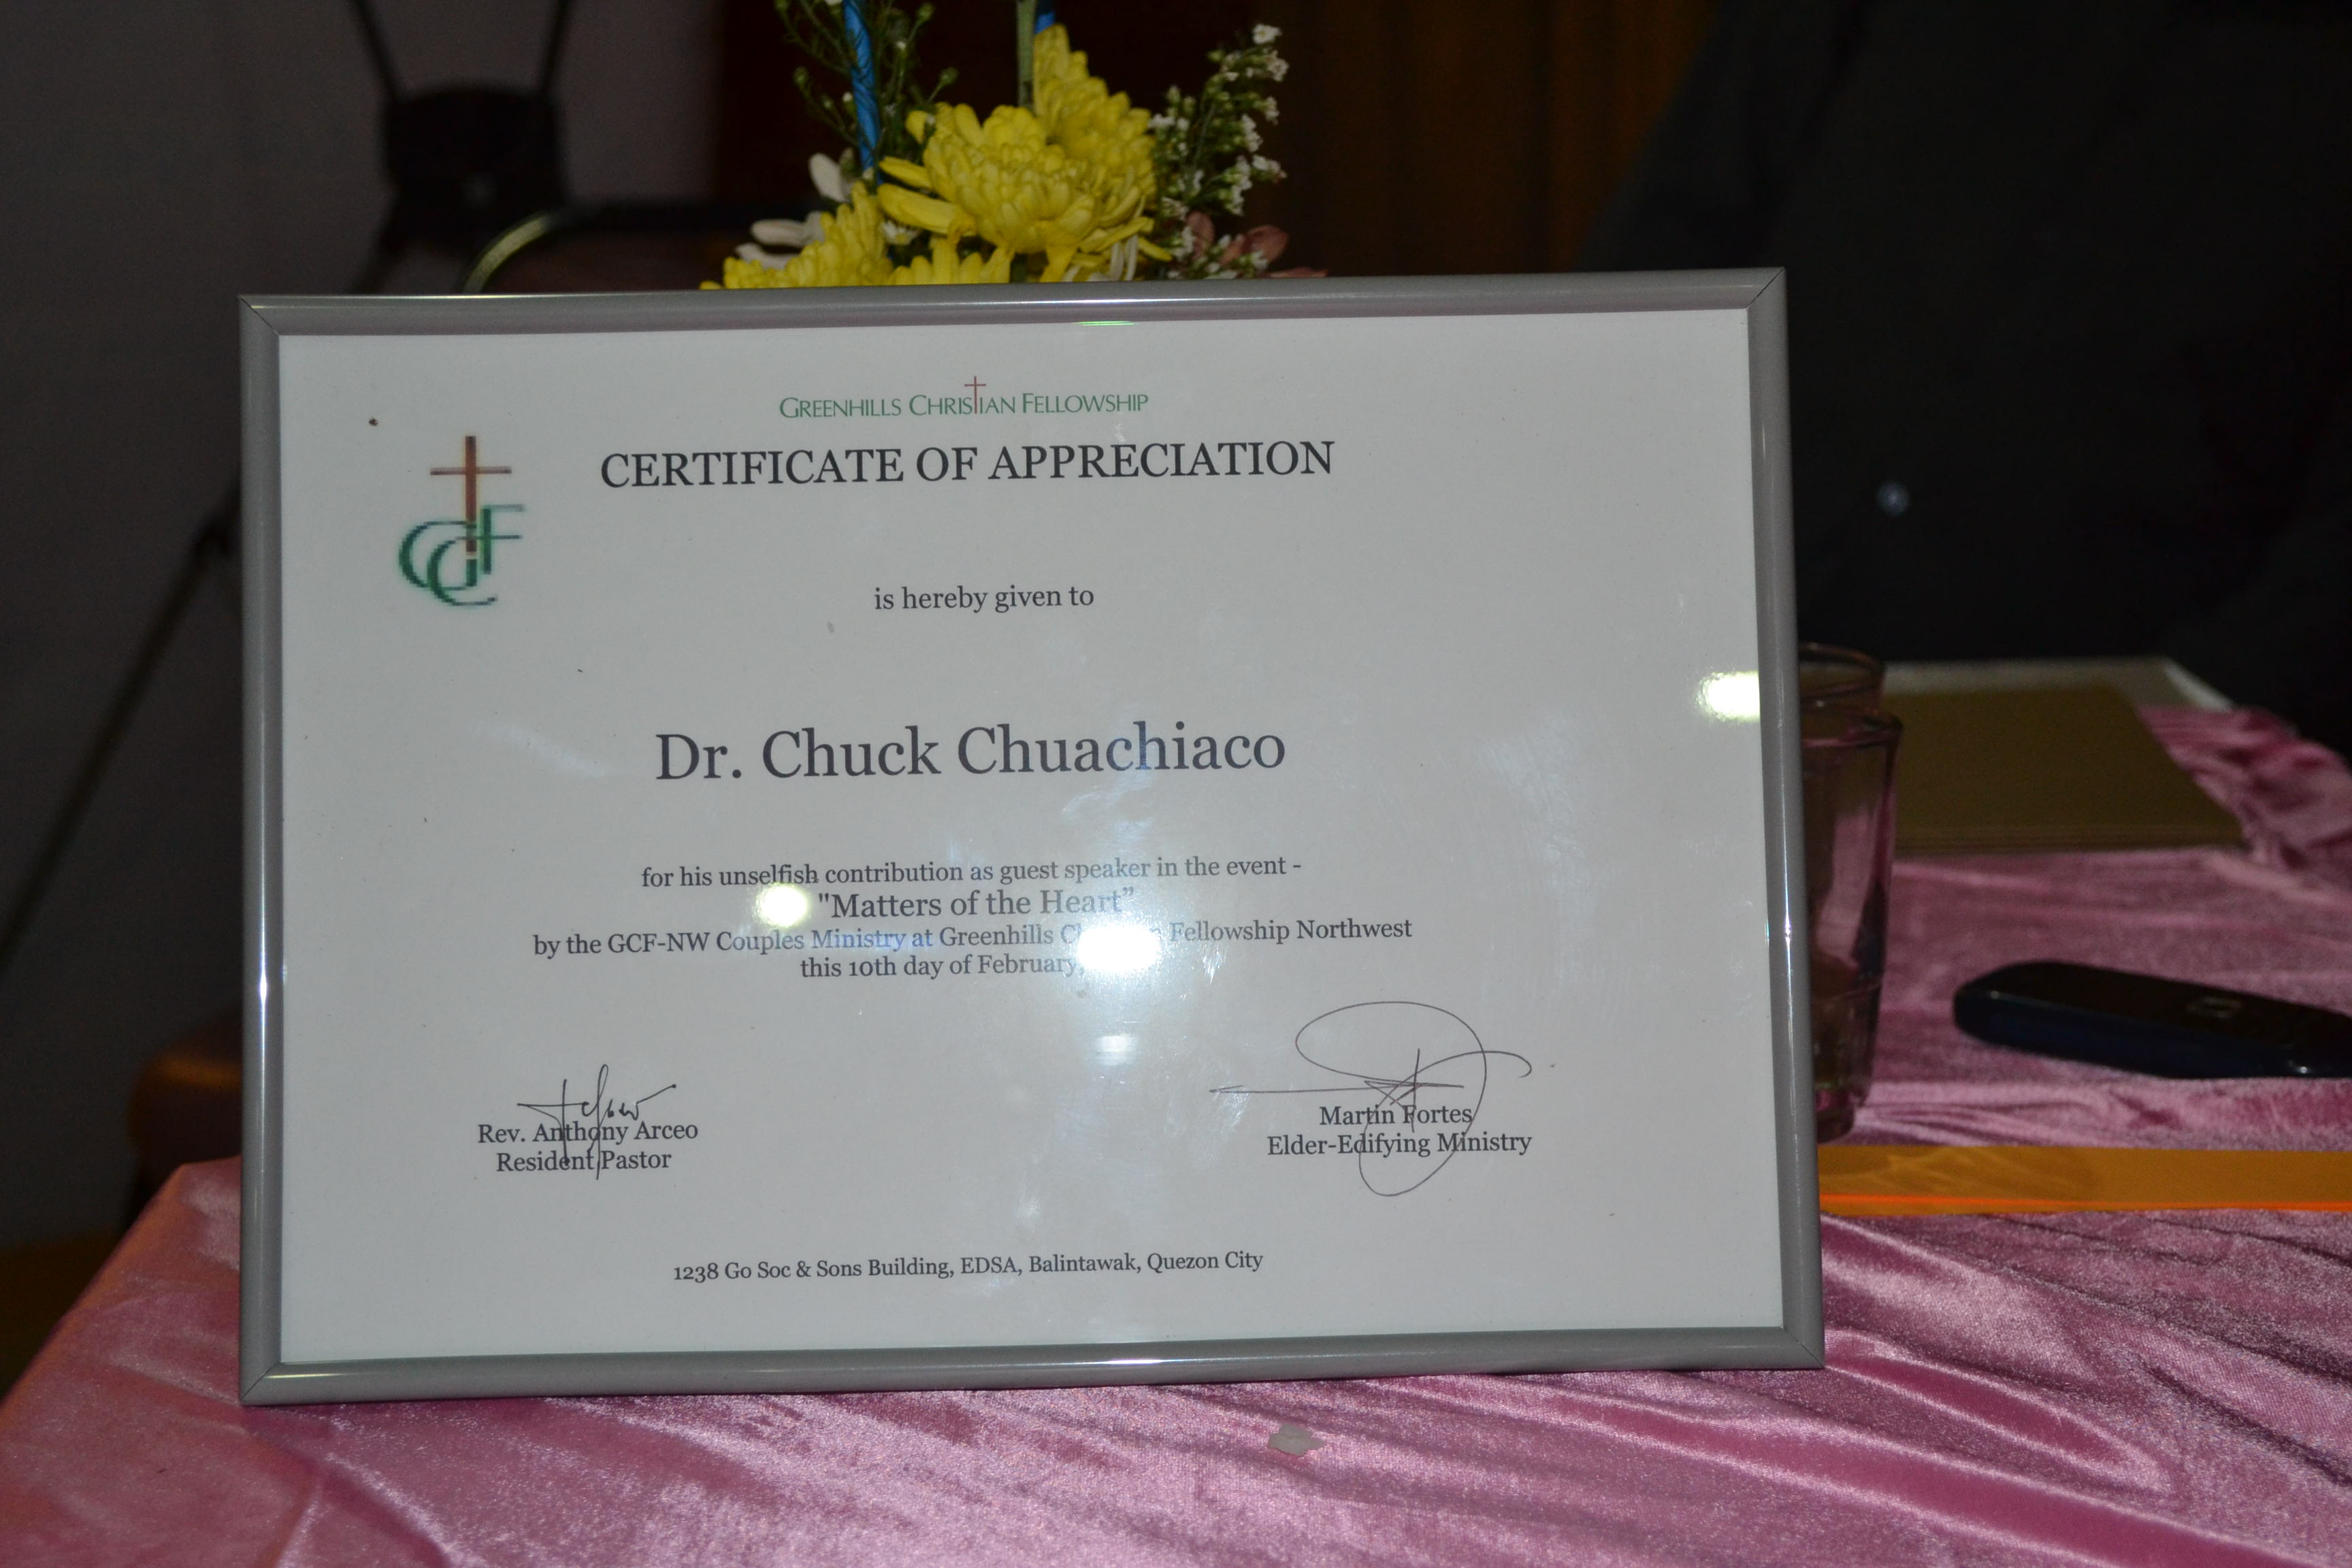 GREENHILLS CHRISTIAN FELLOWSHIP
CERTIFICATE OF APPRECIATION
GCF
is hereby given to
Dr. Chuck Chuachiaco
for his unselfish contribution as guest speaker in the event -
"Matters of the Heart”
by the GCF-NW Couples Ministry at Greenhills Fellowship Northwest
this 10th day of February,
Rev. Anthony Arceo
Resident Pastor
Martin Fortes
Elder-Edifying Ministry
1238 Go Soc & Sons Building, EDSA, Balintawak, Quezon City